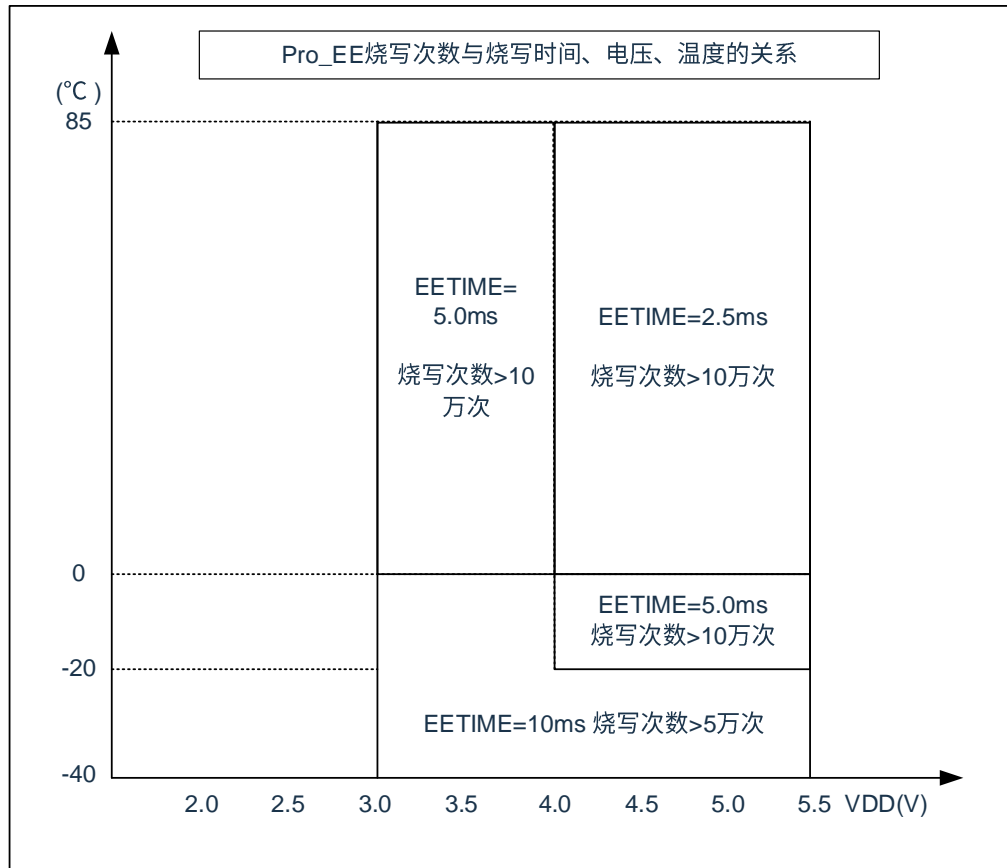 Pro_EE烧写次数与烧写时间、电压、温度的关系
(℃)
85
EETIME=
5.0ms
烧写次数>10
万次
EETIME=2.5ms
烧写次数>10万次
0
EETIME=5.0ms
烧写次数>10万次
-20
EETIME=10ms 烧写次数>5万次
-40
2.0 2.5 3.0 3.5 4.0 4.5 5.0 5.5 VDD(V)